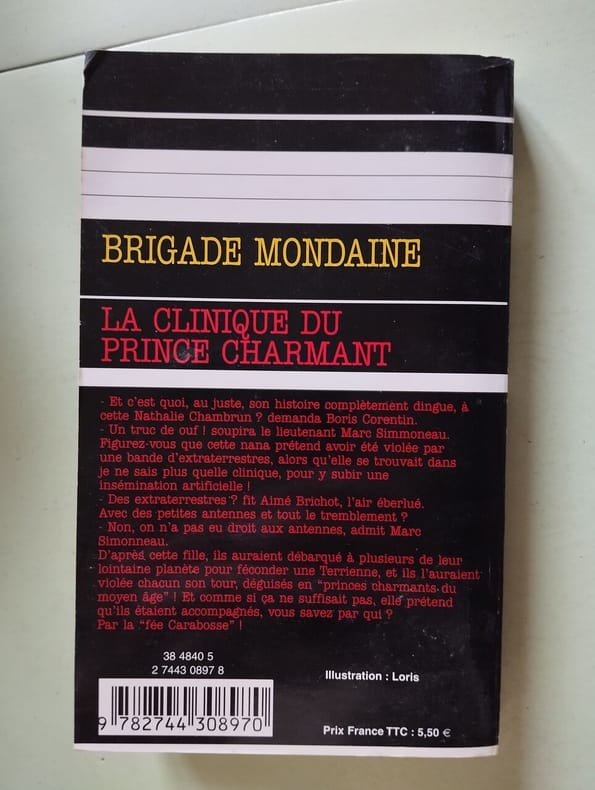 BRIGADE MONDAINE
LA CLINIQUE DU
PRINCE CHARMANT
- Et c'est quoi, au juste, son histoire complètement dingue, à
cette Nathalie Chambrun ? demanda Boris Corentin.
- Un truc de ouf ! soupira le lieutenant Marc Simmoneau.
Figurez-vous que cette nana prétend avoir été violée par
une bande d'extraterrestres, alors qu'elle se trouvait dans
je ne sais plus quelle clinique, pour y subir une
insémination artificielle !
- Des extraterrestres ? fit Aimé Brichot, l'air éberlué.
Avec des petites antennes et tout le tremblement ?
- Non, on n'a pas eu droit aux antennes, admit Marc
Simonneau.
D'après cette fille, ils auraient débarqué à plusieurs de leur
lointaine planète pour féconder une Terrienne, et ils l'auraient
violée chacun son tour, déguisés en "princes charmants du
moyen âge" ! Et comme si ça ne suffisait pas, elle prétend
qu'ils étaient accompagnés, vous savez par qui ?
Par la "fée Carabosse" !
38 4840 5
2 7443 0897 8
Illustration : Loris
9 782744 308970
Prix France TTC : 5,50 €